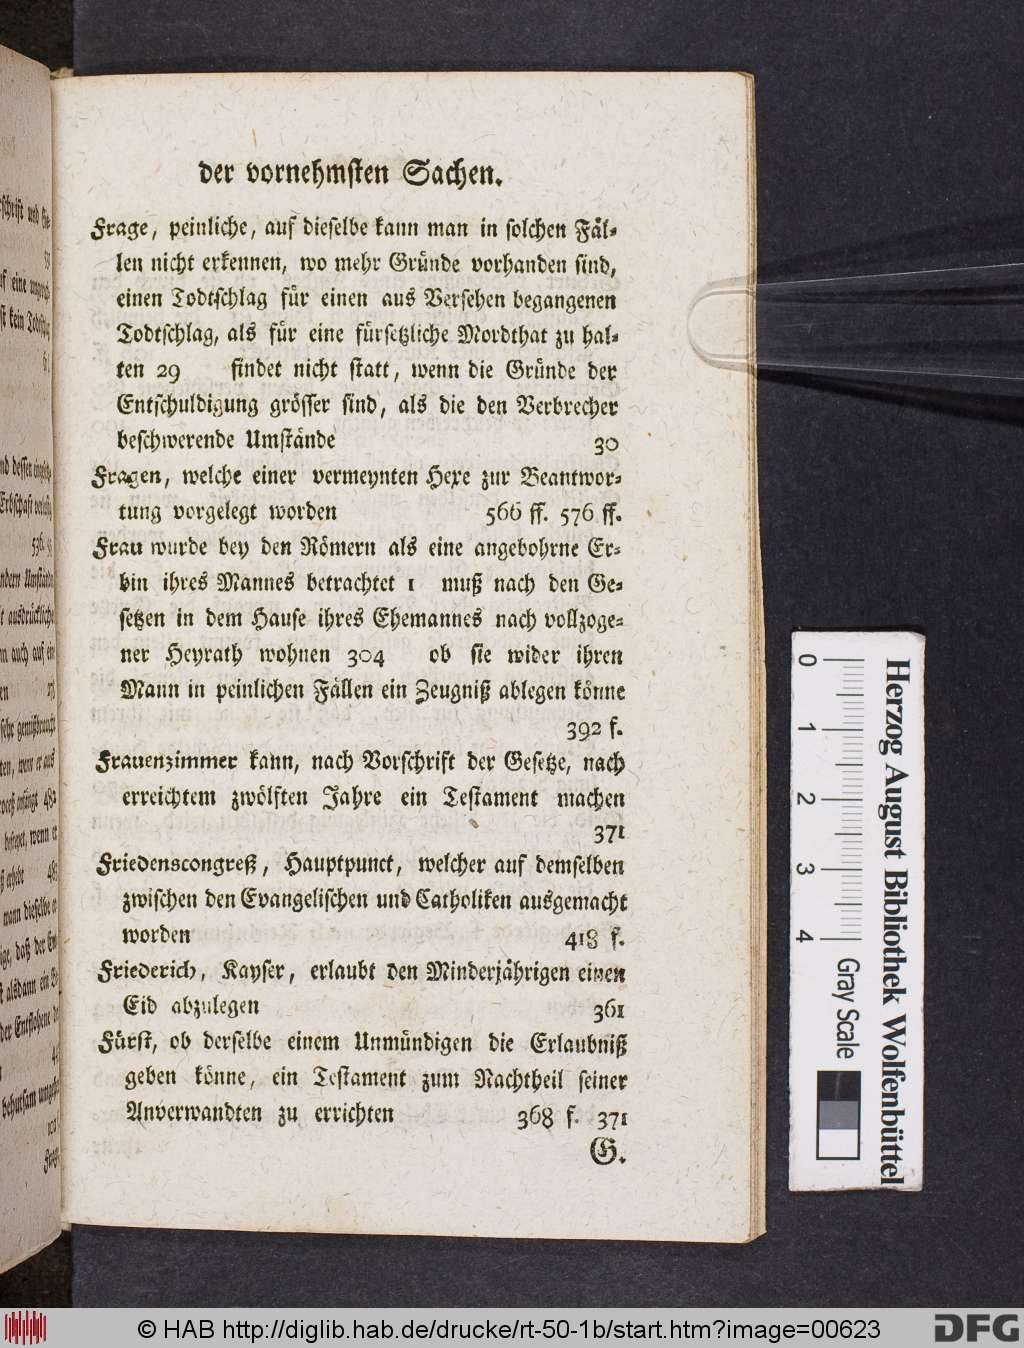 der vornehmsten Sachen.
Frage, peinliche, auf dieselbe kann man in solchen Fäl-
len nicht erkennen, wo mehr Gründe vorhanden sind,
einen Todtschlag für einen aus Versehen begangenen
Todtschlag, als für eine fürsetzliche Mordthat zu hal-
ten 29 findet nicht statt, wenn die Gründe der
Entschuldigung grösser sind, als die den Verbrecher
beschwerende Umstände 30
Fragen, welche einer vermeynten Hexe zur Beantwor-
tung vorgelegt worden 566 ff. 576 ff.
Frau wurde bey den Römern als eine angebohrne Er-
bin ihres Mannes betrachtet 1 muß nach den Ge-
setzen in dem Hause ihres Ehemannes nach vollzoge-
ner Heyrath wohnen 304 ob sie wider ihren
Mann in peinlichen Fällen ein Zeugniß ablegen könne
392 f.
Frauenzimmer kann, nach Vorschrift der Gesetze, nach
erreichtem zwölften Jahre ein Testament machen
371
Friedenscongreß, Hauptpunct, welcher auf demselben
zwischen den Evangelischen und Catholiken ausgemacht
worden 418 f.
Friederich, Kayser, erlaubt den Minderjährigen einen
Eid abzulegen 361
Fürst, ob derselbe einem Unmündigen die Erlaubniß
geben könne, ein Testament zum Nachtheil seiner
Anverwandten zu errichten 368 f. 371
G.
0 1 2 3 4
Gray Scale
Herzog August Bibliothek Wolfenbüttel
© HAB http://diglib.hab.de/drucke/rt-50-1b/start.htm?image=00623
DFG